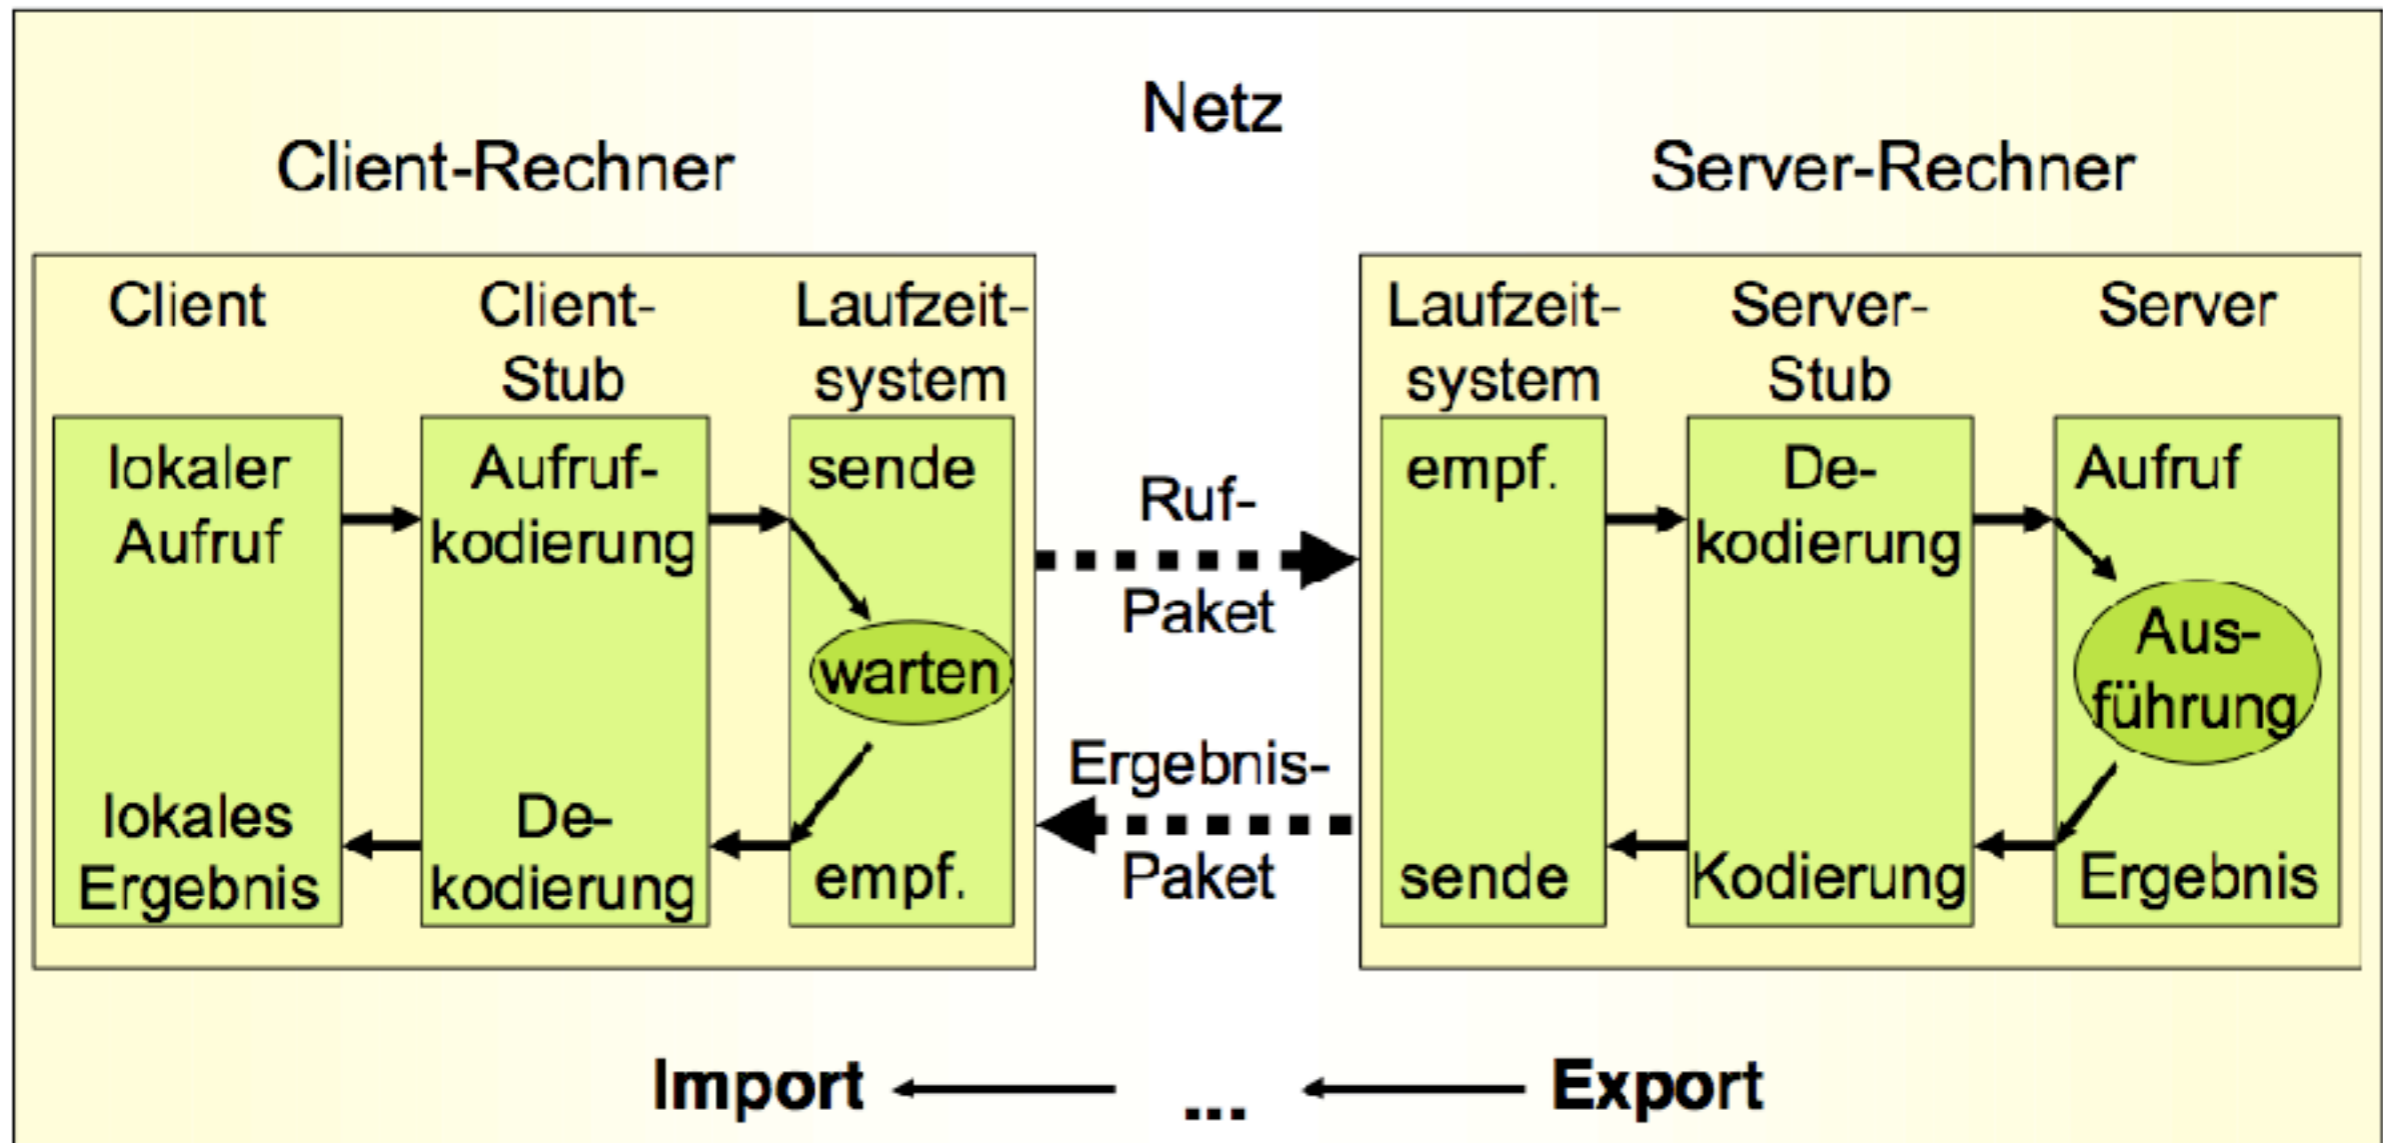 Netz
Client-Rechner
Server-Rechner
Client
Client-
Stub
Laufzeit-
system
lokaler
Aufruf
Aufruf-
kodierung
sende
warten
lokales
Ergebnis
De-
kodierung
empf.
Ruf-
Paket
Ergebnis-
Paket
Laufzeit-
system
Server-
Stub
Server
empf.
De-
kodierung
Aufruf
Aus-
führung
sende
Kodierung
Ergebnis
Import
...
Export